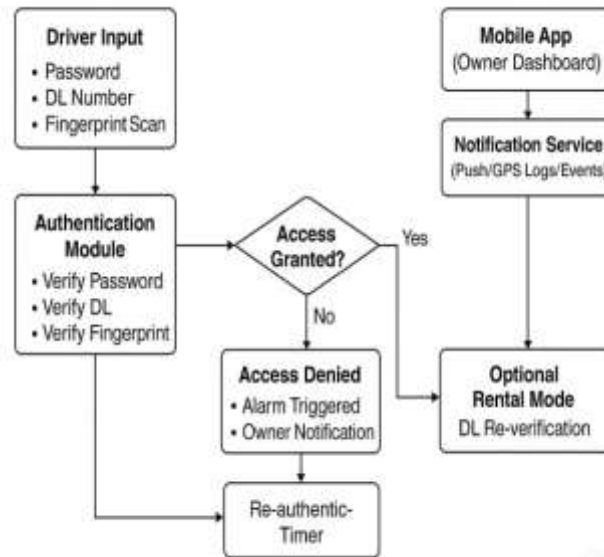 Driver Input
• Password
• DL Number
• Fingerprint Scan
Authentication
Module
• Verify Password
• Verify DL
• Verify Fingerprint
Access
Granted?
Yes
No
Access Denied
• Alarm Triggered
• Owner Notification
Re-authentic-
Timer
Mobile App
(Owner Dashboard)
Notification Service
(Push/GPS Logs/Events)
Optional
Rental Mode
DL Re-verification